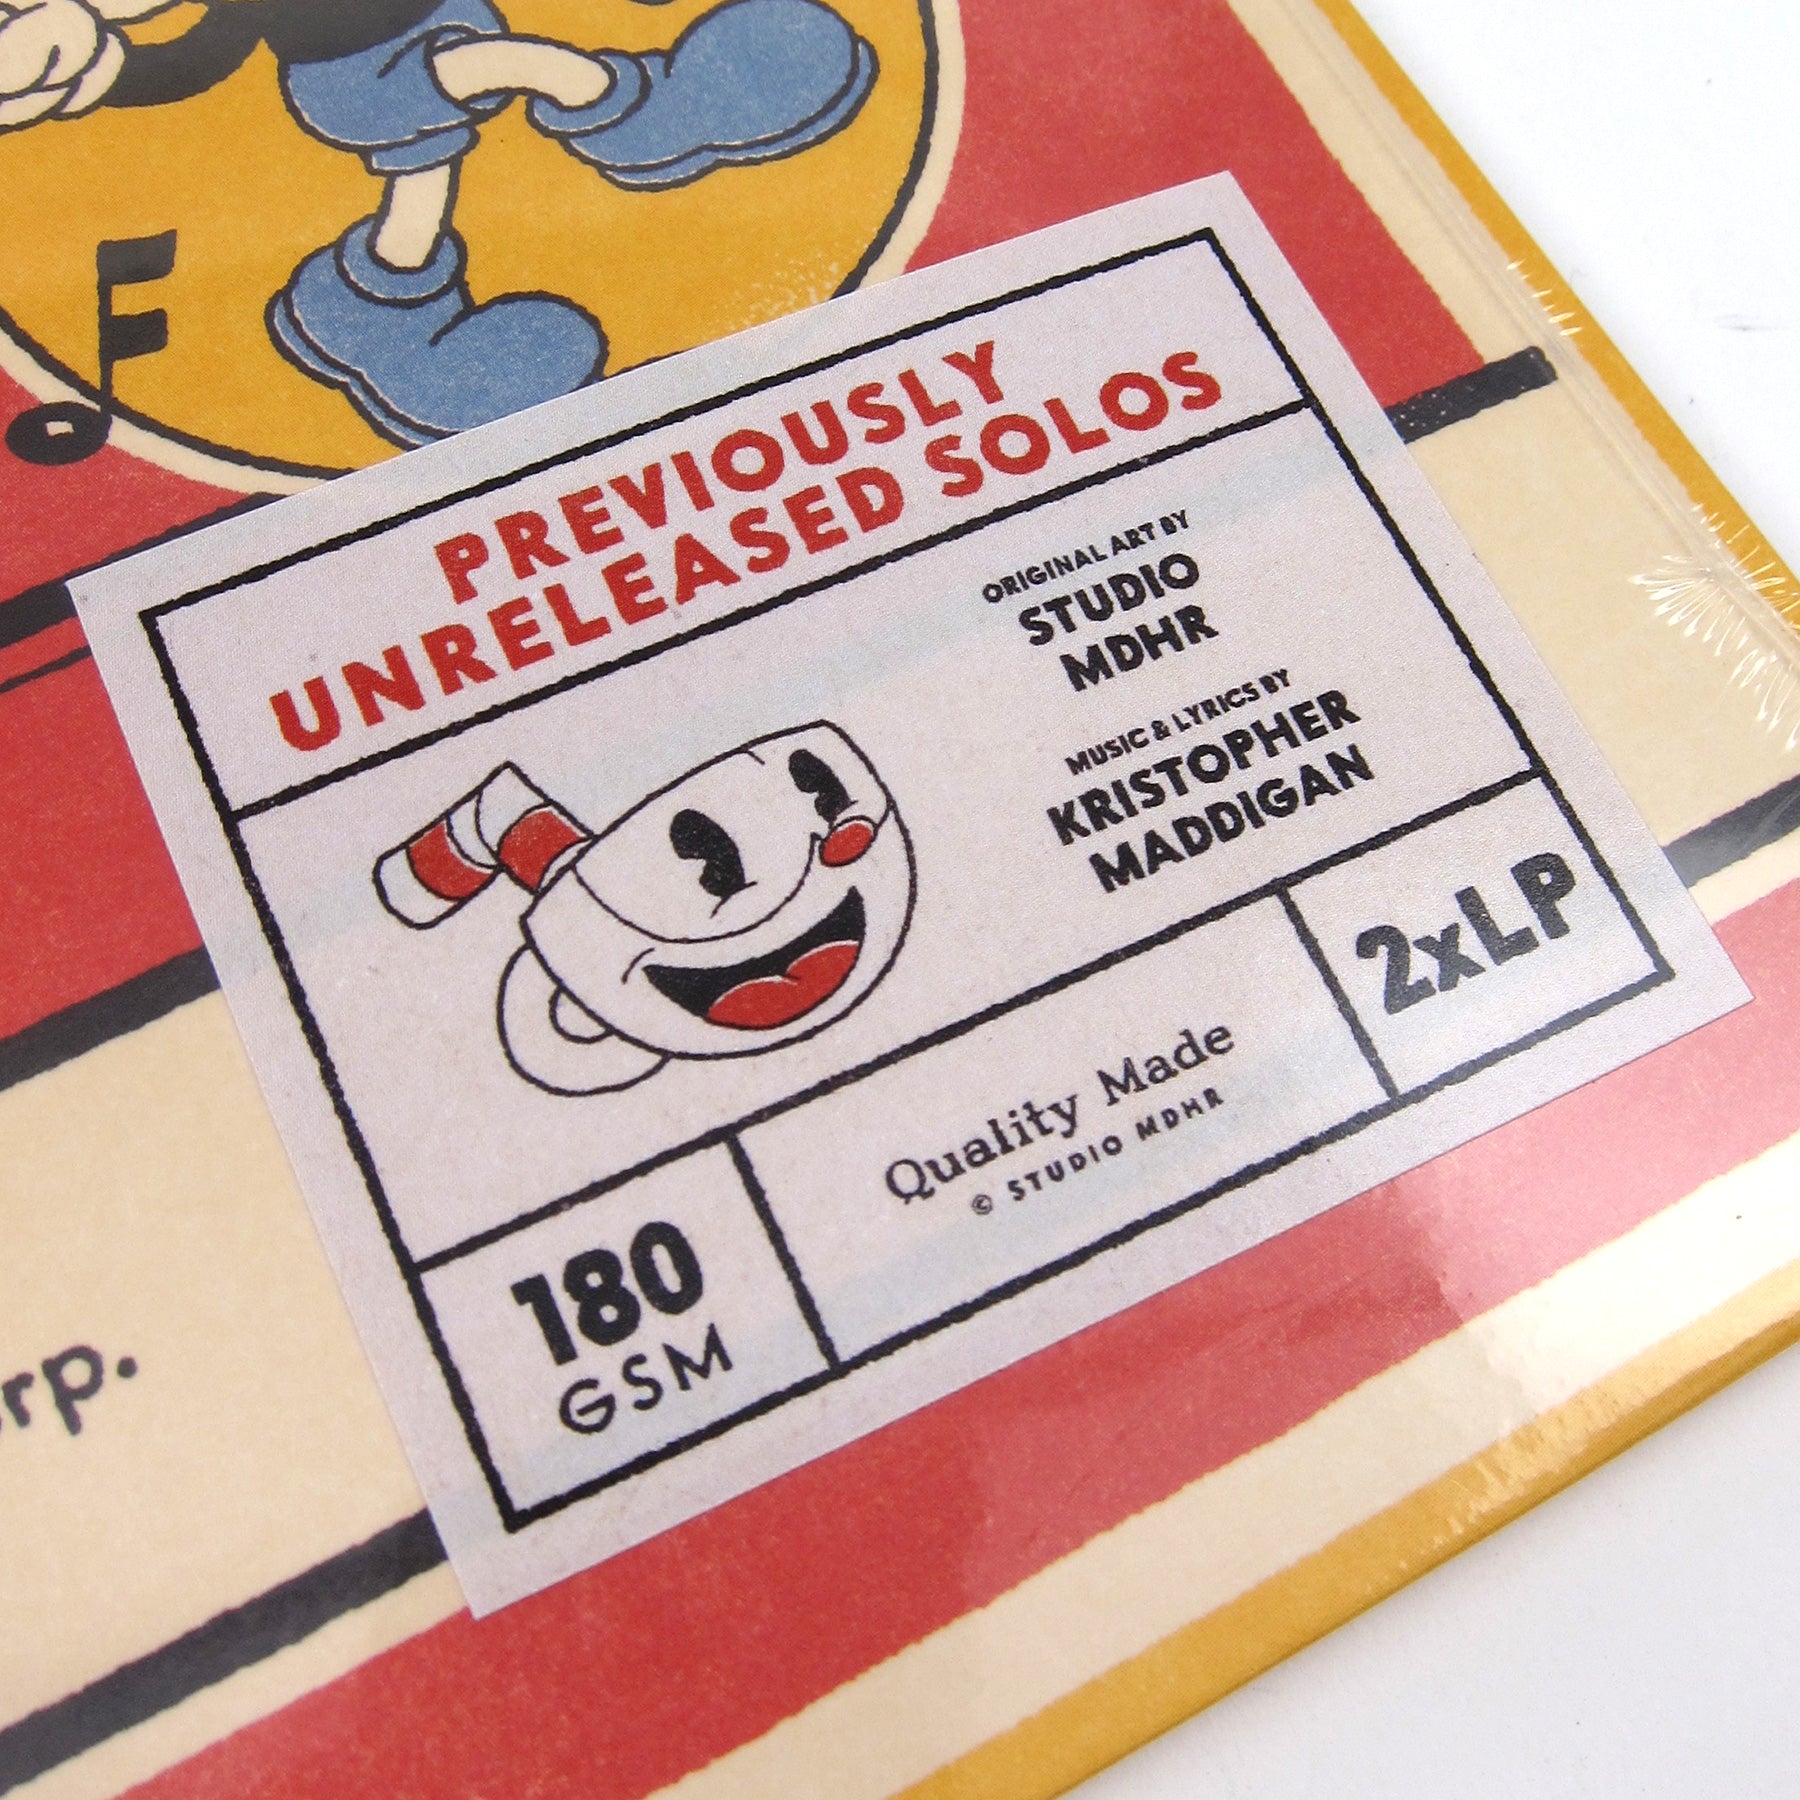 PREVIOUSLY
UNRELEASED SOLOS
ORIGINAL ART BY
STUDIO
MDHR
MUSIC & LYRICS BY
KRISTOPHER
MADDIGAN
2xLP
Quality Made
© STUDIO MDHR
180
GSM